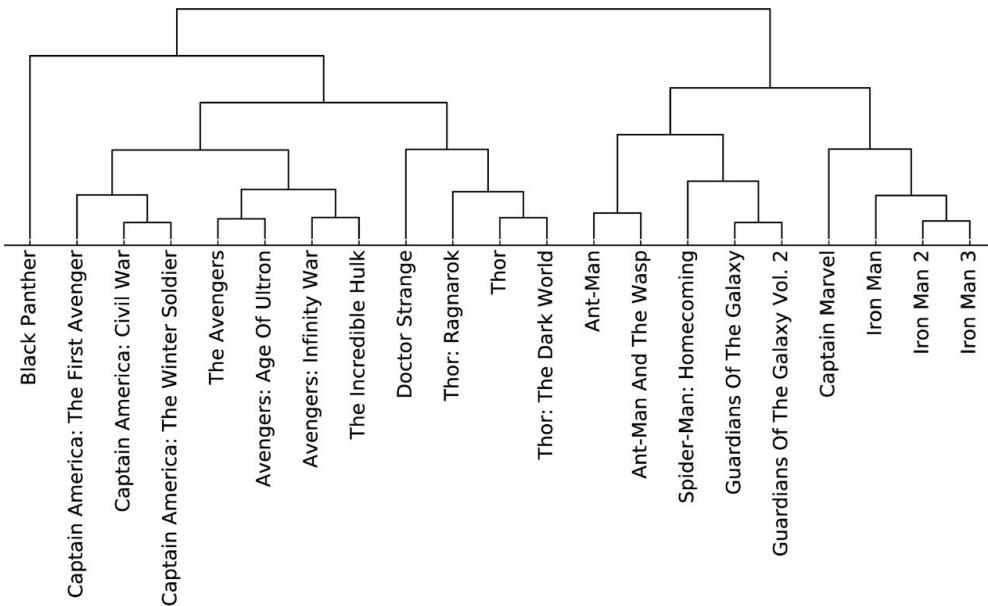 Black Panther
Captain America: The First Avenger
Captain America: Civil War
Captain America: The Winter Soldier
The Avengers
Avengers: Age Of Ultron
Avengers: Infinity War
The Incredible Hulk
Doctor Strange
Thor: Ragnarok
Thor
Thor: The Dark World
Ant-Man
Ant-Man And The Wasp
Spider-Man: Homecoming
Guardians Of The Galaxy
Guardians Of The Galaxy Vol. 2
Captain Marvel
Iron Man
Iron Man 2
Iron Man 3